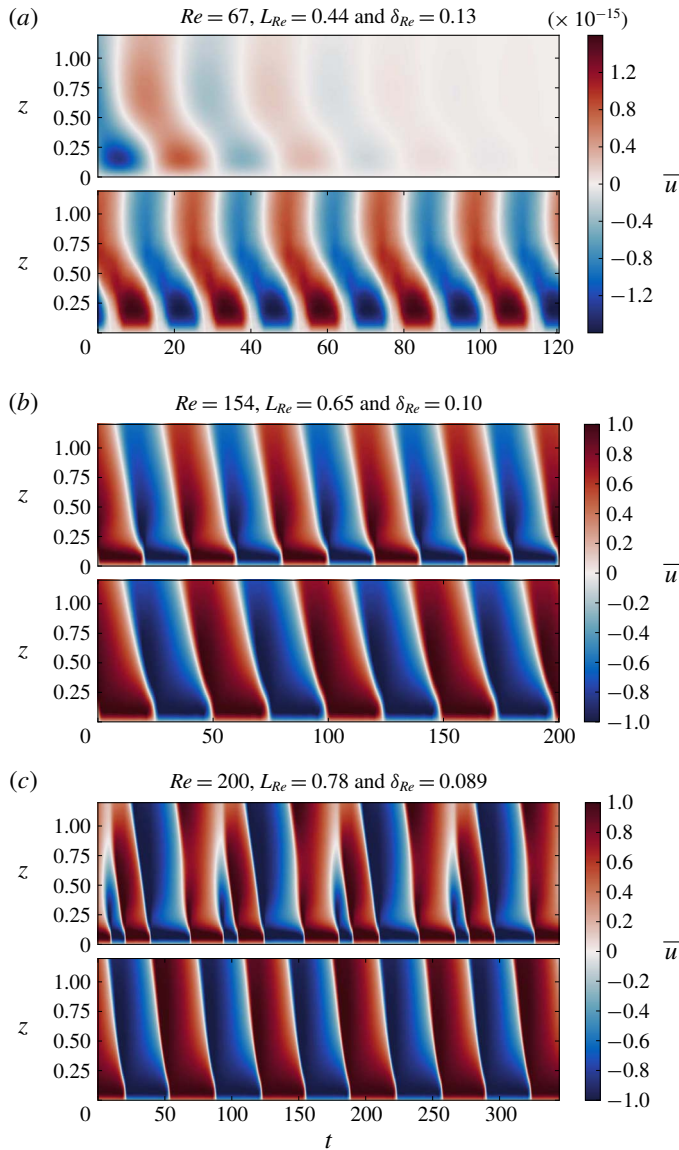 (a) Re = 67, L_Re = 0.44 and δ_Re = 0.13 (× 10−15)
1.00
0.75
z 0.50
0.25
0
1.2
0.8
0.4
0 u̅
−0.4
−0.8
−1.2
1.00
0.75
z 0.50
0.25
0 20 40 60 80 100 120
(b) Re = 154, L_Re = 0.65 and δ_Re = 0.10
1.00
0.75
z 0.50
0.25
0
1.0
0.8
0.6
0.4
0.2
0 u̅
−0.2
−0.4
−0.6
−0.8
−1.0
1.00
0.75
z 0.50
0.25
0 50 100 150 200
(c) Re = 200, L_Re = 0.78 and δ_Re = 0.089
1.00
0.75
z 0.50
0.25
0
1.0
0.8
0.6
0.4
0.2
0 u̅
−0.2
−0.4
−0.6
−0.8
−1.0
1.00
0.75
z 0.50
0.25
0 50 100 150 200 250 300
t